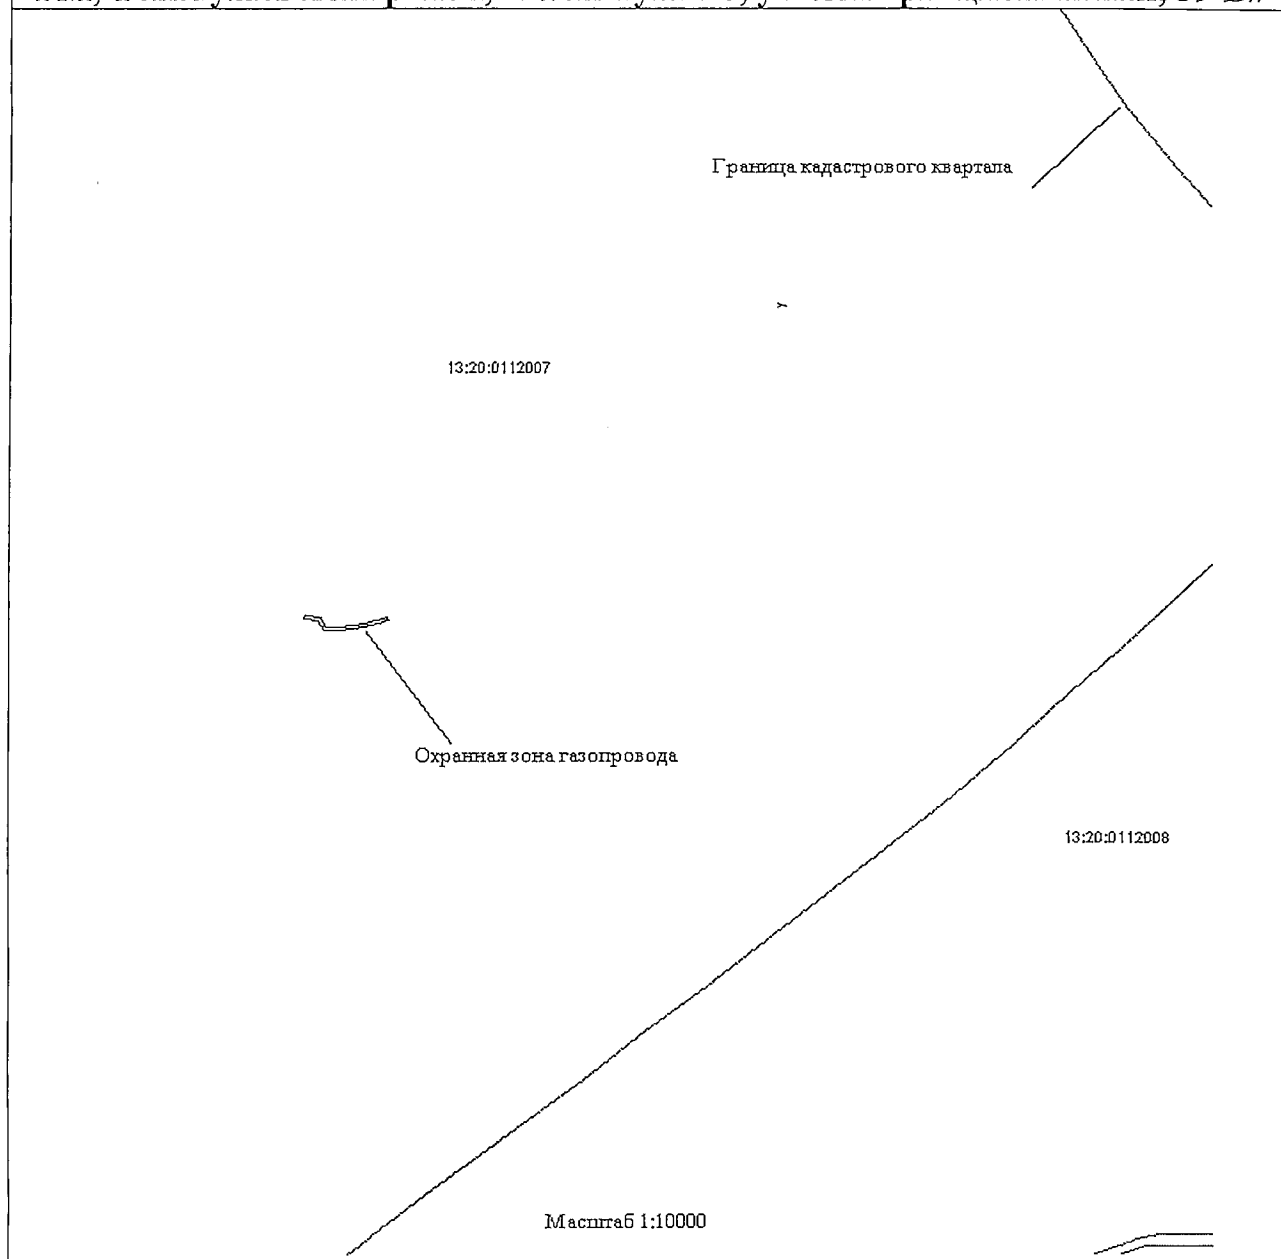 Граница кадастрового квартала
13:20:0112007
Охранная зона газопровода
13:20:0112008
Масштаб 1:10000